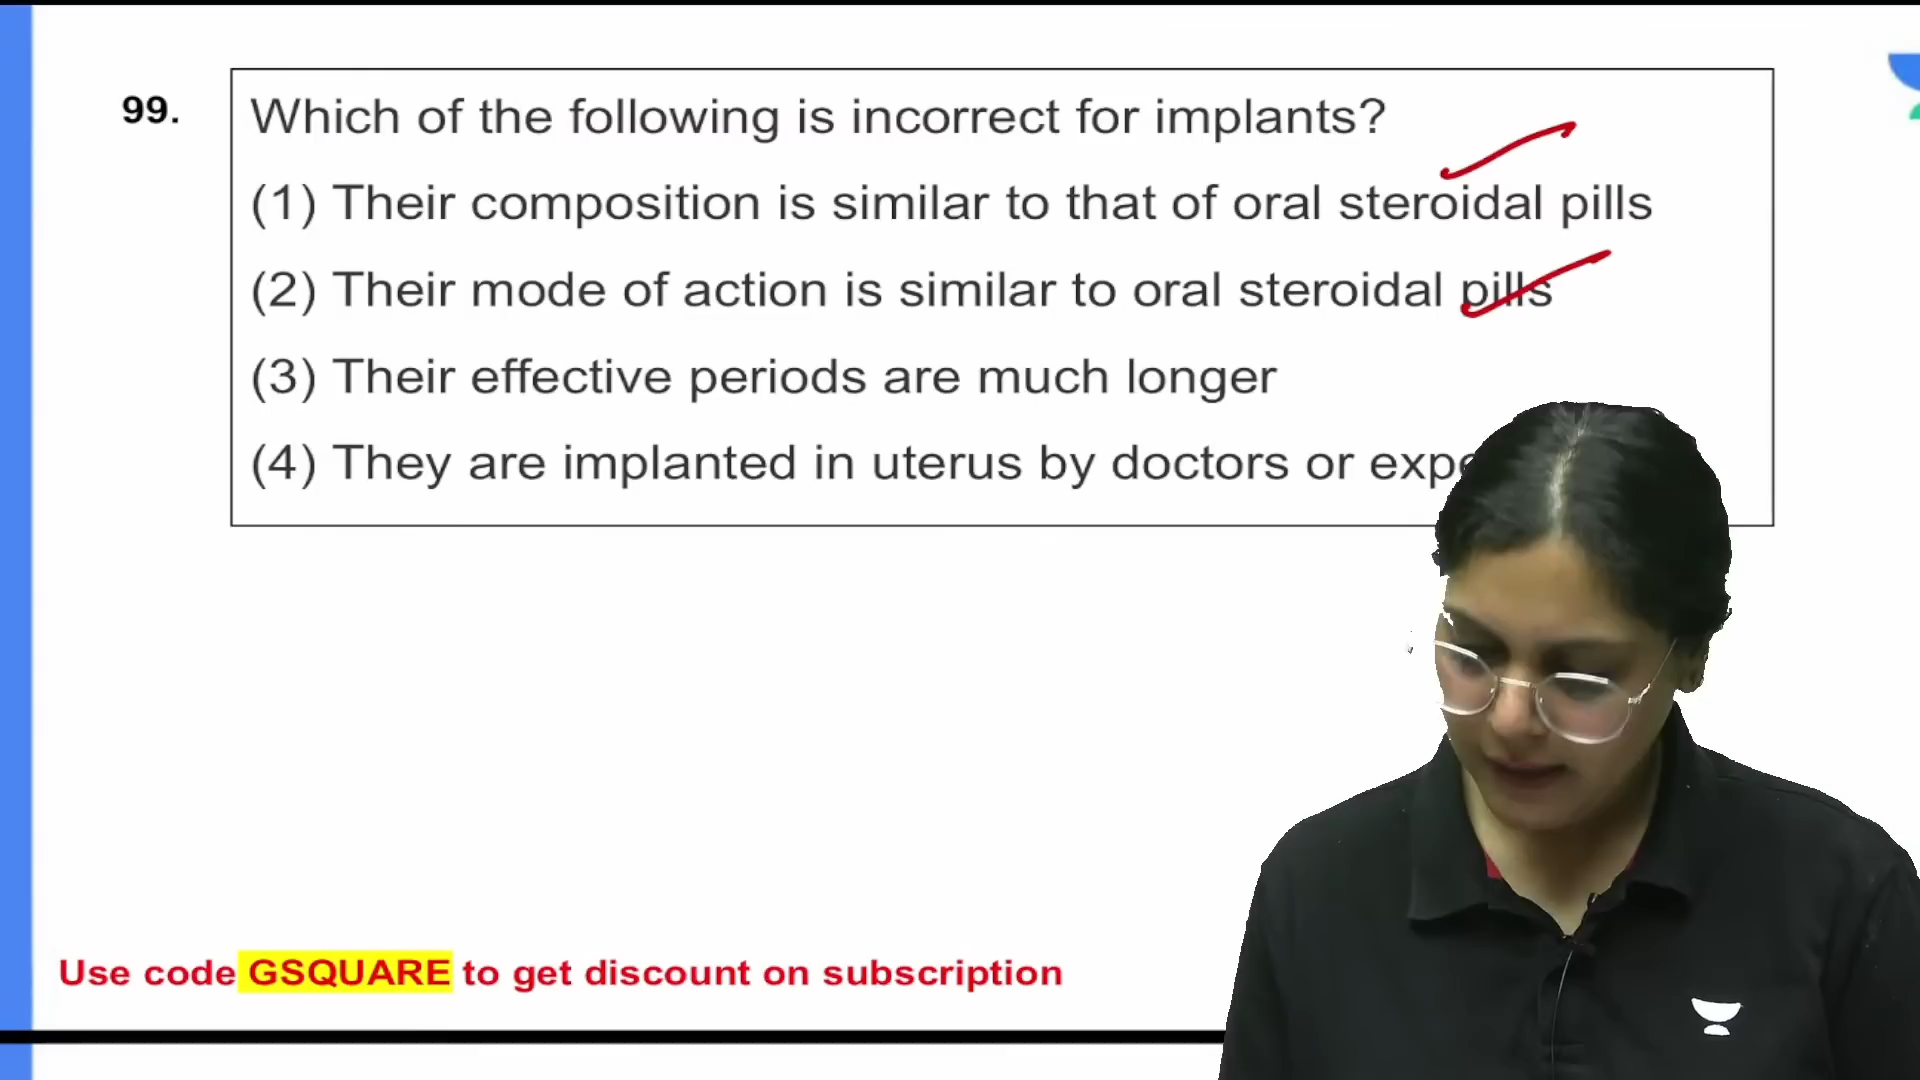 99.
Which of the following is incorrect for implants?
(1) Their composition is similar to that of oral steroidal pills
(2) Their mode of action is similar to oral steroidal pills
(3) Their effective periods are much longer
(4) They are implanted in uterus by doctors or
Use code GSQUARE to get discount on subscription